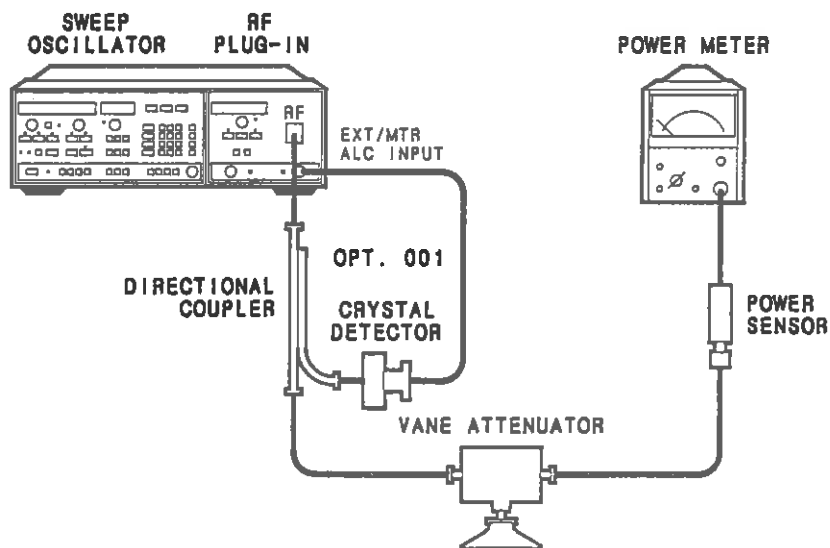 SWEEP
OSCILLATOR
RF
PLUG-IN
POWER METER
RF
EXT/MTR
ALC INPUT
OPT. 001
DIRECTIONAL
COUPLER
CRYSTAL
DETECTOR
POWER
SENSOR
VANE ATTENUATOR